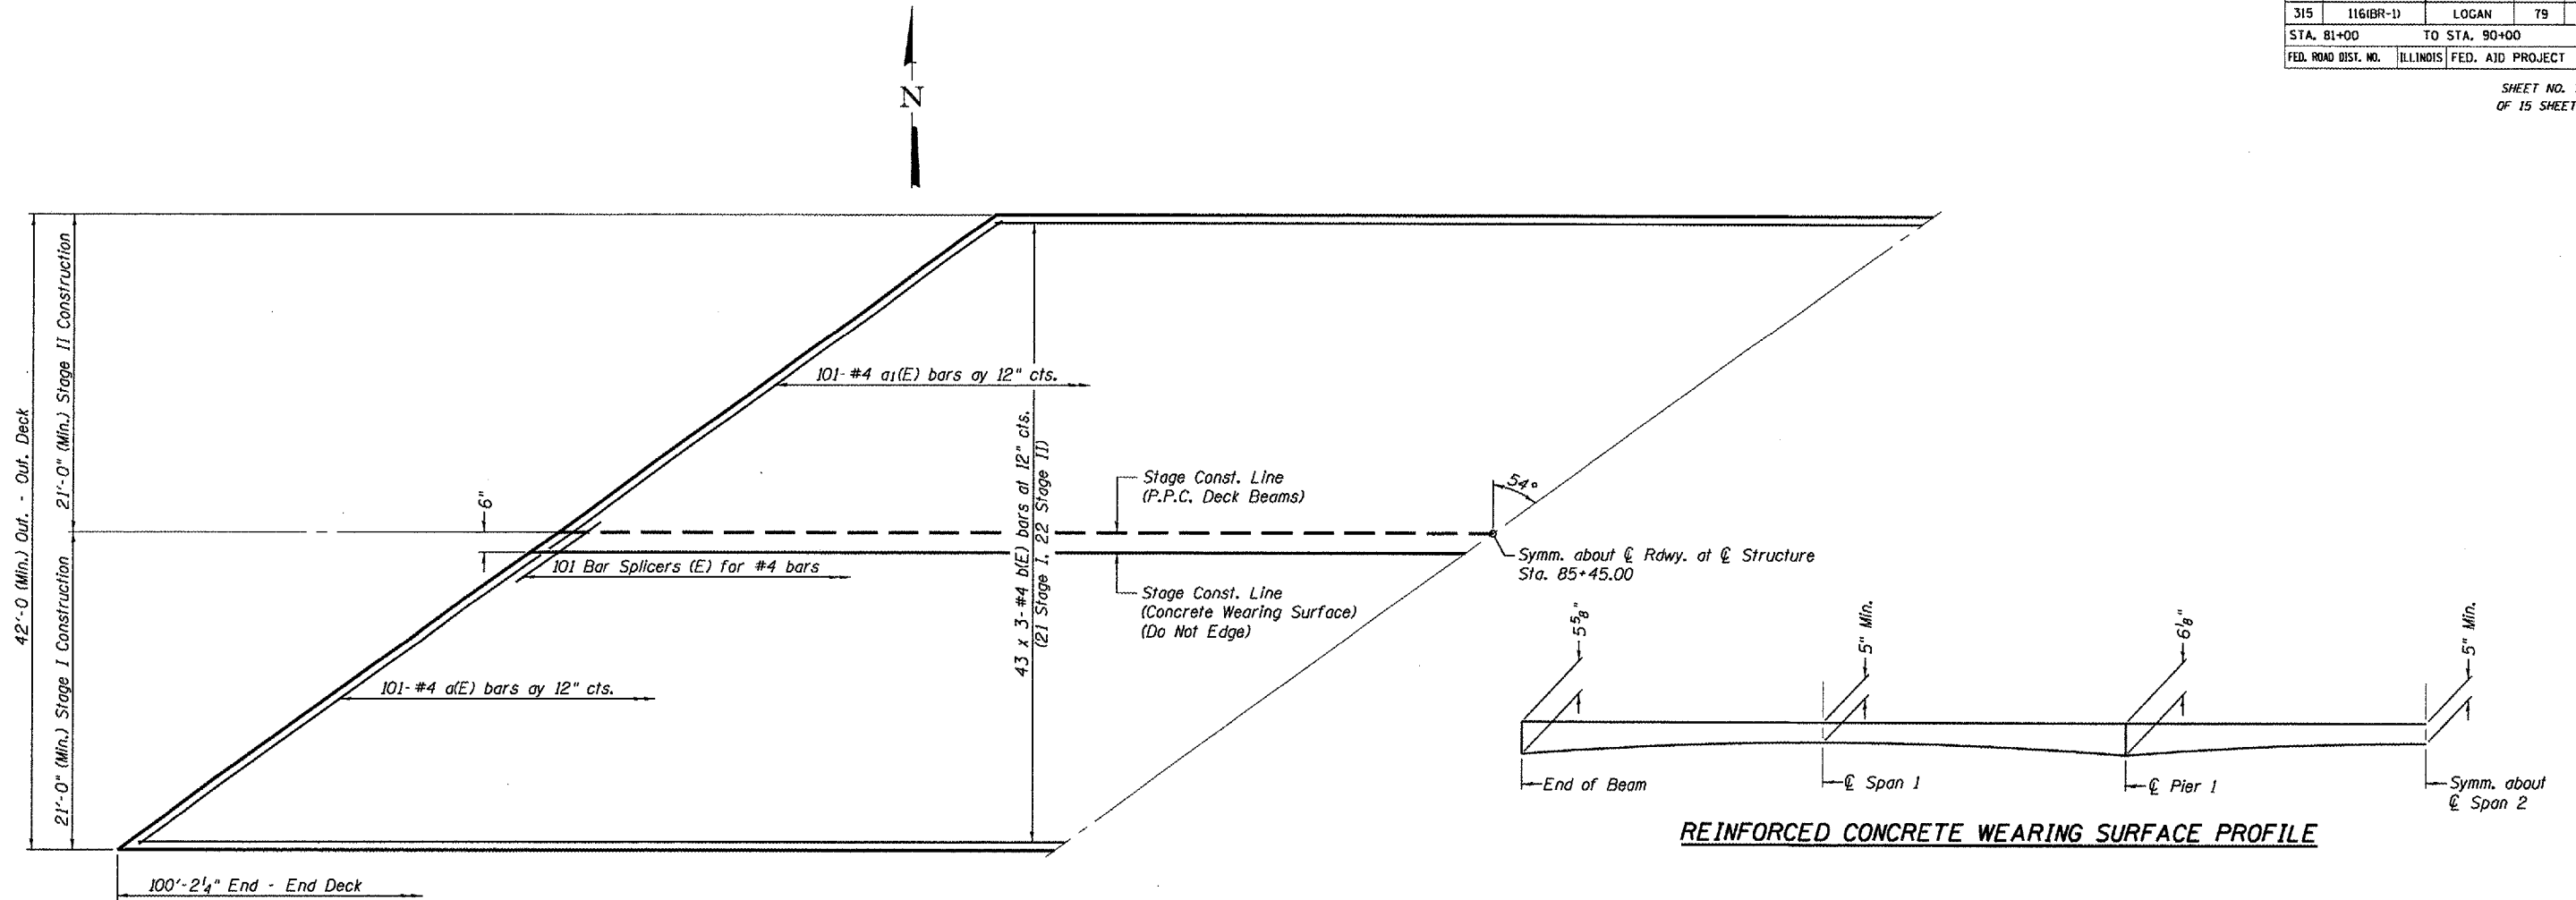 315 116(BR-1) LOGAN 79
STA. 81+00 TO STA. 90+00
FED. ROAD DIST. NO. ILLINOIS FED. AID PROJECT
SHEET NO.
OF 15 SHEET
N
42'-0 (Min.) Out. - Out. Deck
21'-0" (Min.) Stage II Construction
21'-0" (Min.) Stage I Construction
6"
101- #4 a1(E) bars ay 12" cts.
43 x 3-#4 b(E) bars at 12" cts.
(21 Stage I, 22 Stage II)
Stage Const. Line
(P.P.C. Deck Beams)
54°
Symm. about ℄ Rdwy. at ℄ Structure
Sta. 85+45.00
101 Bar Splicers (E) for #4 bars
Stage Const. Line
(Concrete Wearing Surface)
(Do Not Edge)
101- #4 a(E) bars ay 12" cts.
100'-2¼" End - End Deck
5⅝"
5" Min.
6⅛"
5" Min.
End of Beam
℄ Span 1
℄ Pier 1
Symm. about
℄ Span 2
REINFORCED CONCRETE WEARING SURFACE PROFILE